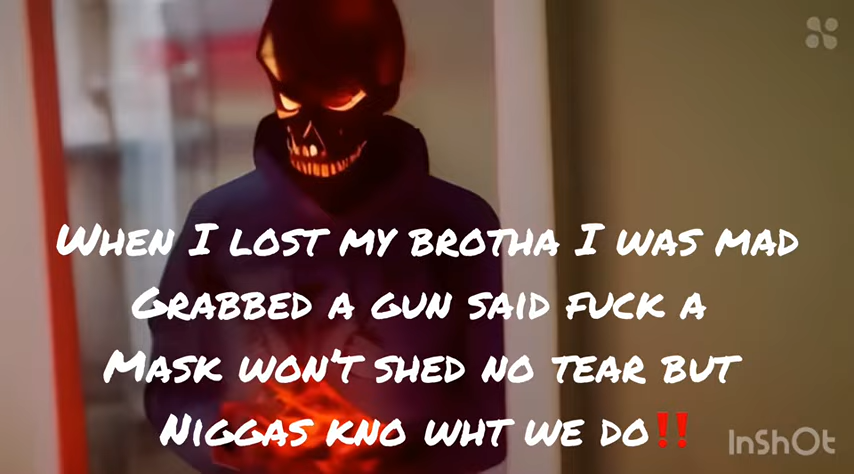 When I lost my brotha I was mad
Grabbed a gun said fuck a
Mask won't shed no tear but
Niggas kno wht we do‼️
InShOt